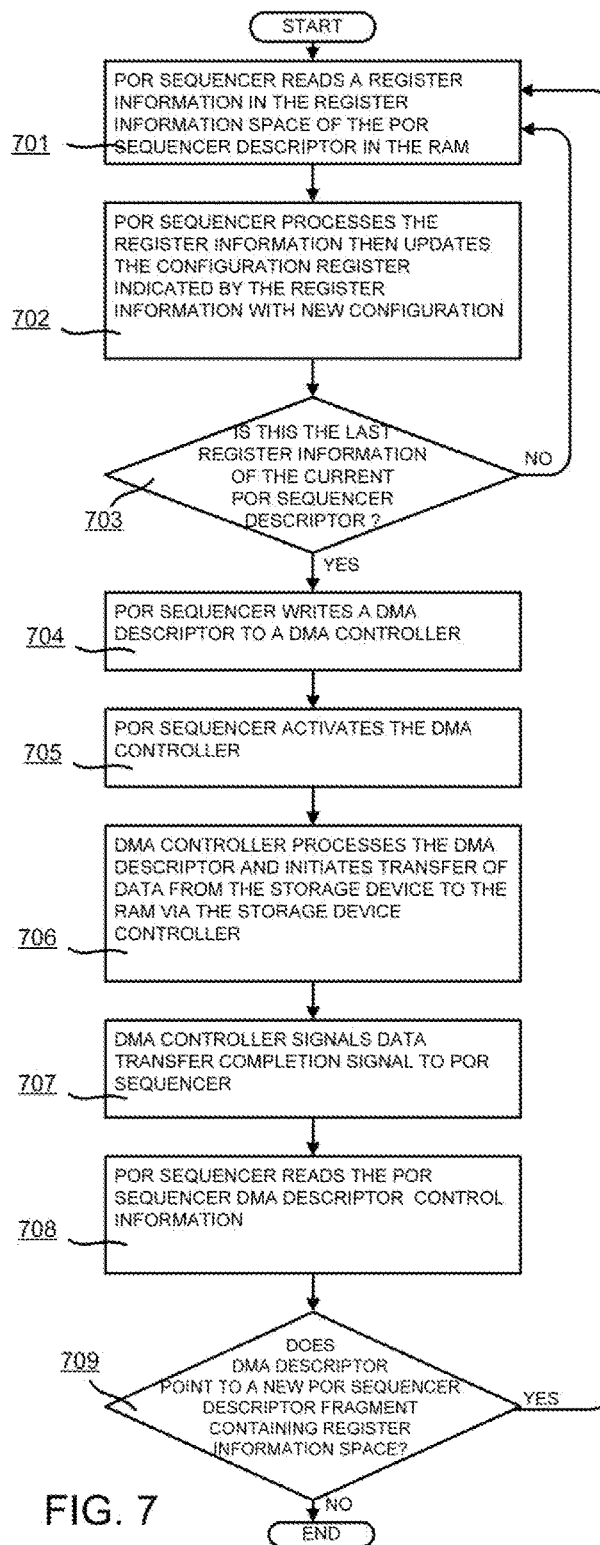 START
POR SEQUENCER READS A REGISTER
INFORMATION IN THE REGISTER
INFORMATION SPACE OF THE POR
SEQUENCER DESCRIPTOR IN THE RAM
701
POR SEQUENCER PROCESSES THE
REGISTER INFORMATION THEN UPDATES
THE CONFIGURATION REGISTER
INDICATED BY THE REGISTER
INFORMATION WITH NEW CONFIGURATION
702
IS THIS THE LAST
REGISTER INFORMATION
OF THE CURRENT
POR SEQUENCER
DESCRIPTOR ?
NO
703
YES
POR SEQUENCER WRITES A DMA
DESCRIPTOR TO A DMA CONTROLLER
704
POR SEQUENCER ACTIVATES THE DMA
CONTROLLER
705
DMA CONTROLLER PROCESSES THE DMA
DESCRIPTOR AND INITIATES TRANSFER OF
DATA FROM THE STORAGE DEVICE TO THE
RAM VIA THE STORAGE DEVICE
CONTROLLER
706
DMA CONTROLLER SIGNALS DATA
TRANSFER COMPLETION SIGNAL TO POR
SEQUENCER
707
POR SEQUENCER READS THE POR
SEQUENCER DMA DESCRIPTOR CONTROL
INFORMATION
708
DOES
DMA DESCRIPTOR
POINT TO A NEW POR SEQUENCER
DESCRIPTOR FRAGMENT
CONTAINING REGISTER
INFORMATION SPACE?
709
YES
NO
END
FIG. 7